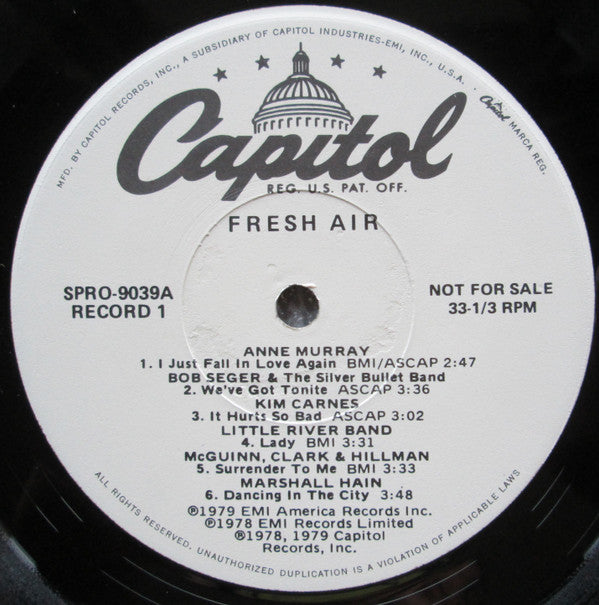 MFD. BY CAPITOL RECORDS, INC., A SUBSIDIARY OF CAPITOL INDUSTRIES-EMI, INC., U.S.A.
Capitol MARCA REG.
Capitol
REG. U.S. PAT. OFF.
FRESH AIR
SPRO-9039A
RECORD 1
NOT FOR SALE
33-1/3 RPM
ANNE MURRAY
1. I Just Fall In Love Again BMI/ASCAP 2:47
BOB SEGER & The Silver Bullet Band
2. We've Got Tonite ASCAP 3:36
KIM CARNES
3. It Hurts So Bad ASCAP 3:02
LITTLE RIVER BAND
4. Lady BMI 3:31
McGUINN, CLARK & HILLMAN
5. Surrender To Me BMI 3:33
MARSHALL HAIN
6. Dancing In The City 3:48
℗1979 EMI America Records Inc.
℗1978 EMI Records Limited
℗1978, 1979 Capitol
Records, Inc.
ALL RIGHTS RESERVED. UNAUTHORIZED DUPLICATION IS A VIOLATION OF APPLICABLE LAWS